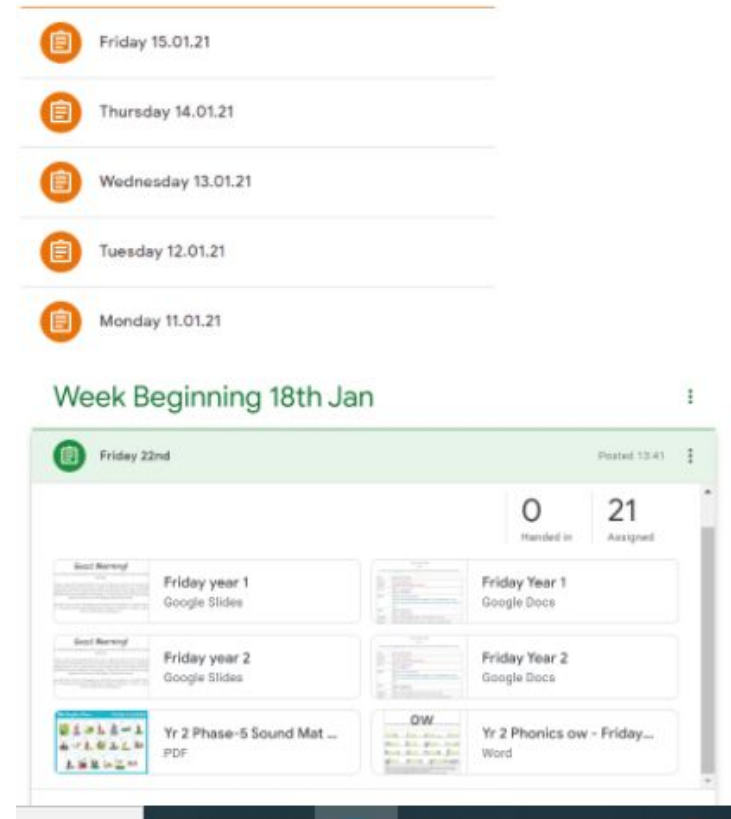 Friday 15.01.21
Thursday 14.01.21
Wednesday 13.01.21
Tuesday 12.01.21
Monday 11.01.21
Week Beginning 18th Jan
Friday 22nd
Posted 13:41
0 21
Handed in Assigned
Good Morning!
Friday year 1
Google Slides
Friday Year 1
Google Docs
Good Morning!
Friday year 2
Google Slides
Friday Year 2
Google Docs
Yr 2 Phase-5 Sound Mat ...
PDF
OW
Yr 2 Phonics ow - Friday...
Word